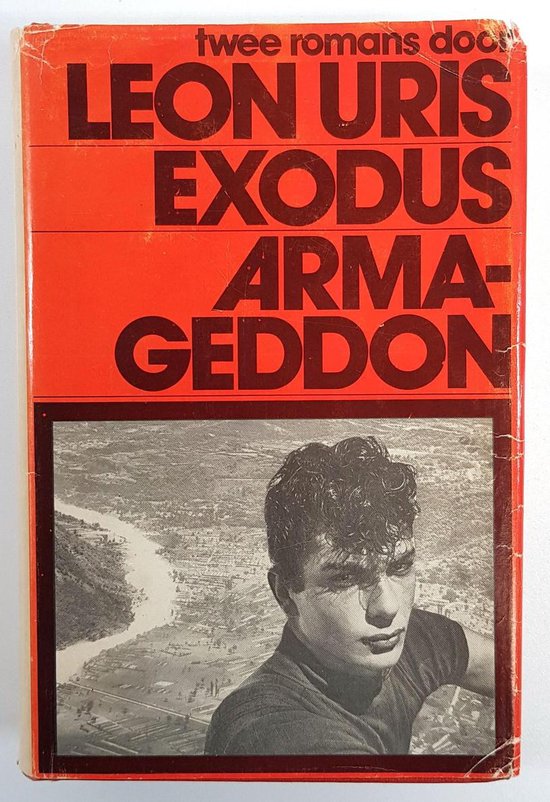 twee romans door
LEON URIS
EXODUS
ARMA-
GEDDON